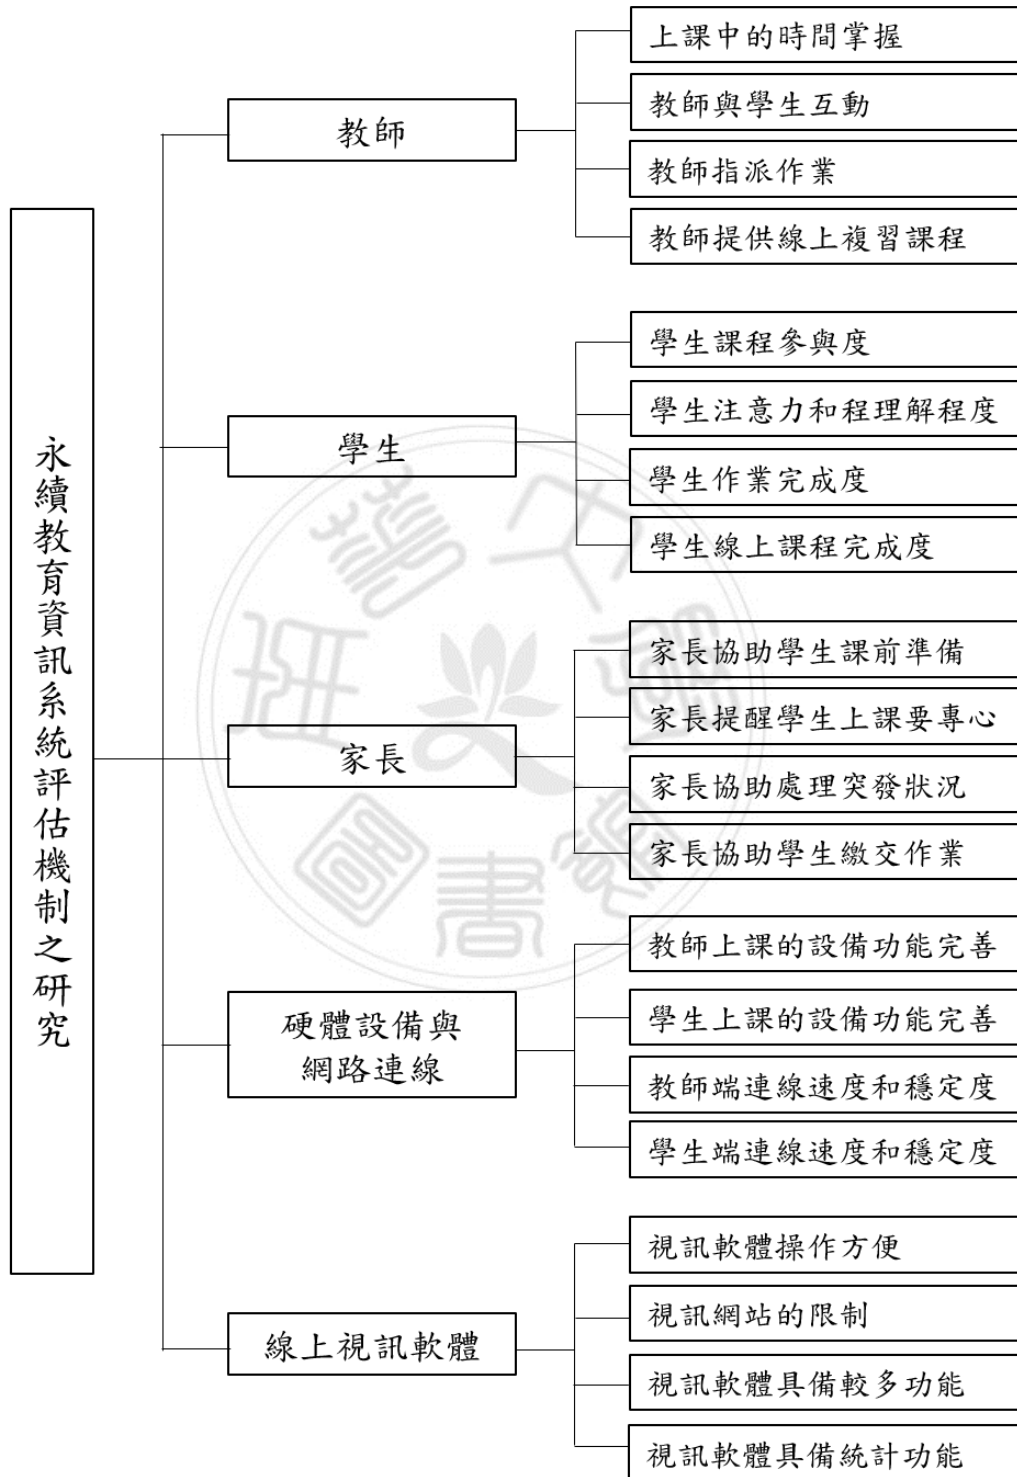 永續教育資訊系統評估機制之研究
教師
上課中的時間掌握
教師與學生互動
教師指派作業
教師提供線上複習課程
學生
學生課程參與度
學生注意力和程理解程度
學生作業完成度
學生線上課程完成度
家長
家長協助學生課前準備
家長提醒學生上課要專心
家長協助處理突發狀況
家長協助學生繳交作業
硬體設備與
網路連線
教師上課的設備功能完善
學生上課的設備功能完善
教師端連線速度和穩定度
學生端連線速度和穩定度
線上視訊軟體
視訊軟體操作方便
視訊網站的限制
視訊軟體具備較多功能
視訊軟體具備統計功能